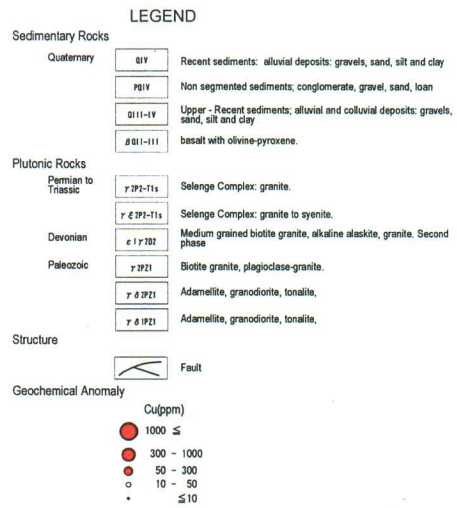 LEGEND
Sedimentary Rocks
Quaternary QIV Recent sediments: alluvial deposits: gravels, sand, silt and clay
PQIV Non segmented sediments; conglomerate, gravel, sand, loan
QIII-IV Upper - Recent sediments; alluvial and colluvial deposits: gravels,
sand, silt and clay
βQII-III basalt with olivine-pyroxene.
Plutonic Rocks
Permian to
Triassic γ2P2-T1s Selenge Complex: granite.
γξ2P2-T1s Selenge Complex: granite to syenite.
Devonian ειγ2D2 Medium grained biotite granite, alkaline alaskite, granite. Second
phase
Paleozoic γ2PZ1 Biotite granite, plagioclase-granite.
γδ2PZ1 Adamellite, granodiorite, tonalite,
γδ1PZ1 Adamellite, granodiorite, tonalite,
Structure
Fault
Geochemical Anomaly
Cu(ppm)
1000 ≦
300 - 1000
50 - 300
10 - 50
≦10